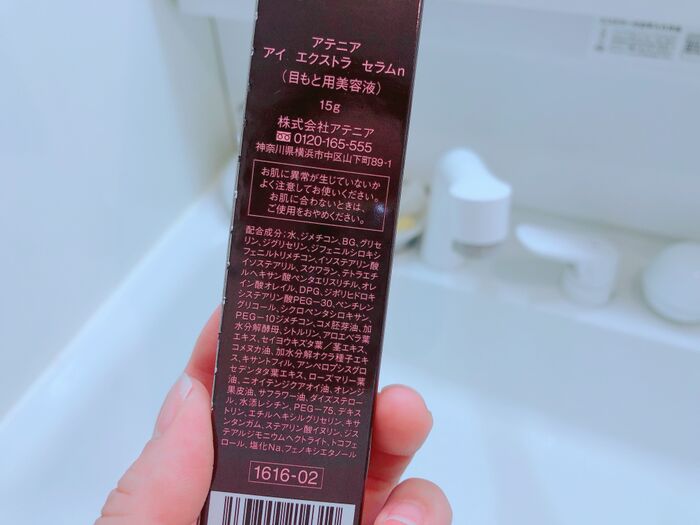 アテニア
アイ エクストラ セラムn
(目もと用美容液)
15g
株式会社アテニア
0120-165-555
神奈川県横浜市中区山下町89-1
お肌に異常が生じていないか
よく注意してお使いください。
お肌に合わないときは、
ご使用をおやめください。
配合成分;水、ジメチコン、BG、グリセ
リン、ジグリセリン、ジフェニルシロキシ
フェニルトリメチコン、イソステアリン酸
イソステアリル、スクワラン、テトラエチ
ルヘキサン酸ペンタエリスリチル、オレ
イン酸オレイル、DPG、ジポリヒドロキ
システアリン酸PEG-30、ペンチレン
グリコール、シクロペンタシロキサン、
PEG-10ジメチコン、コメ胚芽油、加
水分解酵母、シトルリン、アロエベラ葉
エキス、セイヨウキズタ葉/茎エキス、
コメヌカ油、加水分解オクラ種子エキ
ス、キサントフィル、アンペロプシスグロ
セデンタタ葉エキス、ローズマリー葉
油、ニオイテンジクアオイ油、オレンジ
果皮油、サフラワー油、ダイズステロー
ル、水添レシチン、PEG-75、デキス
トリン、エチルヘキシルグリセリン、キサ
ンタンガム、ステアリン酸イヌリン、ジス
テアルジモニウムヘクトライト、トコフェ
ロール、塩化Na、フェノキシエタノール
1616-02